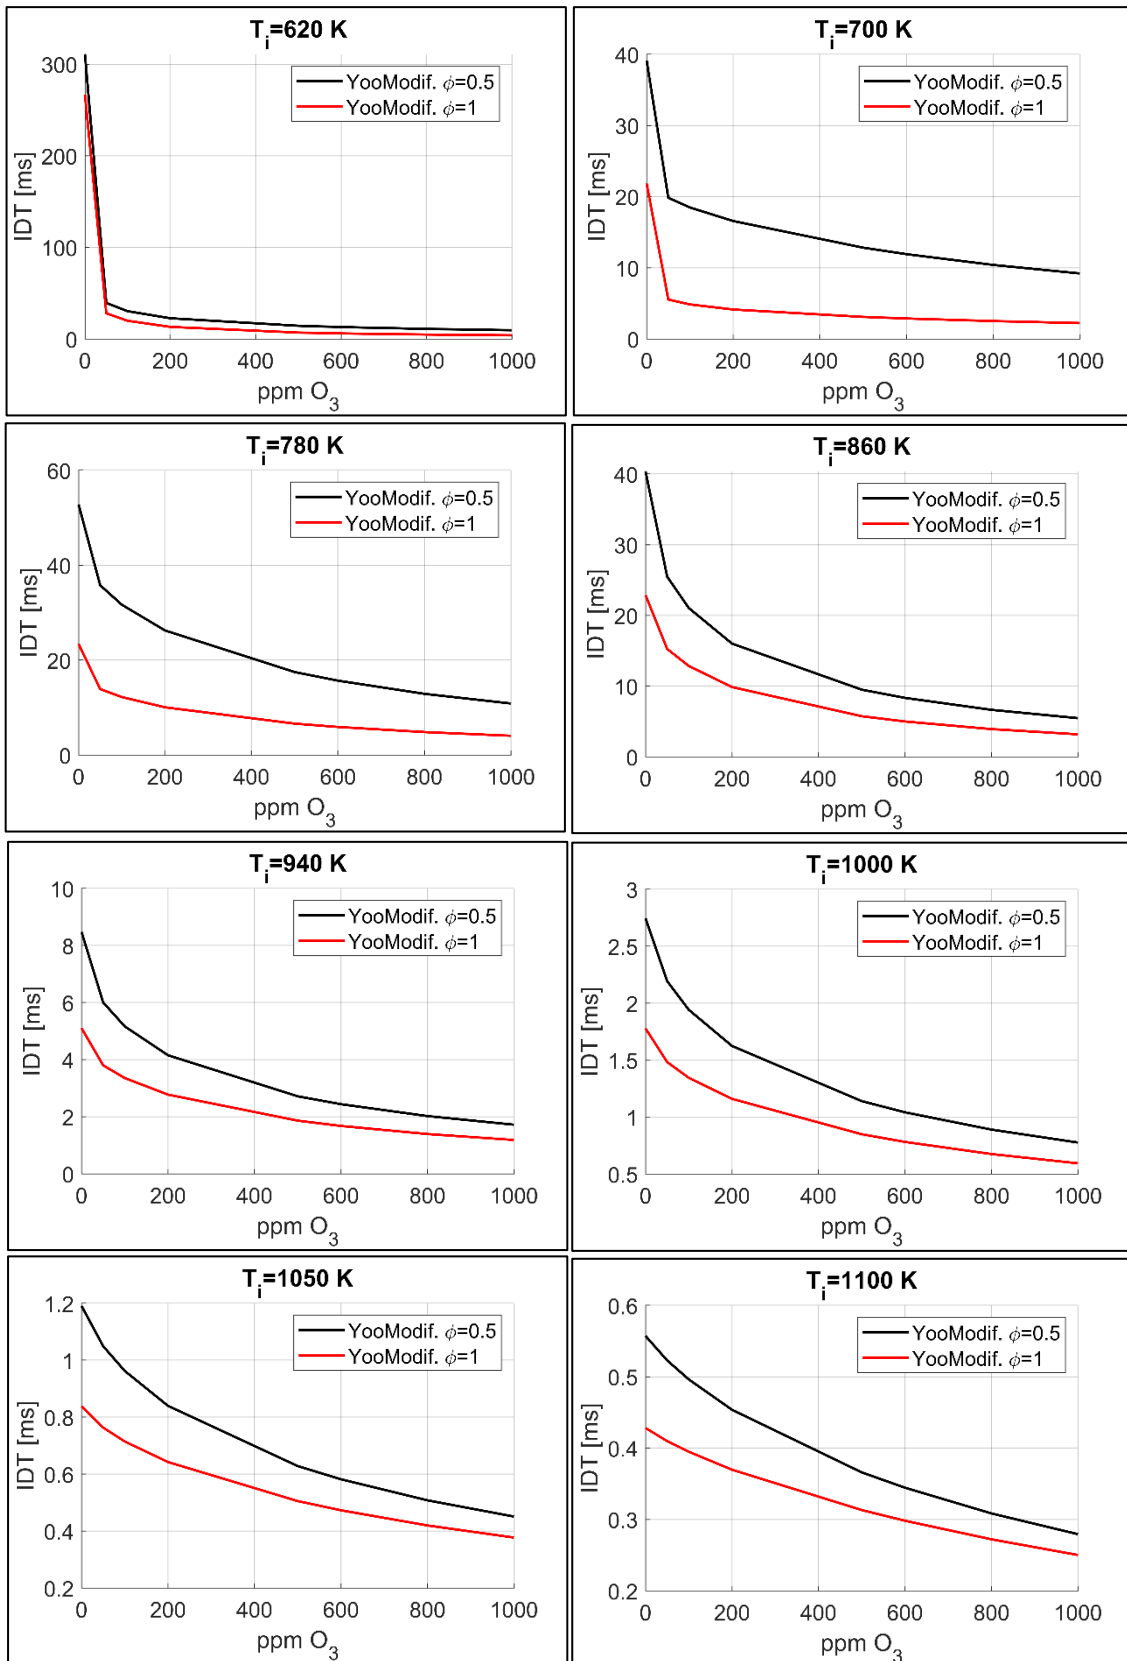 T_i=620 K
YooModif. ϕ=0.5
YooModif. ϕ=1
IDT [ms]
300
200
100
0
0 200 400 600 800 1000
ppm O_3
T_i=700 K
YooModif. ϕ=0.5
YooModif. ϕ=1
IDT [ms]
40
30
20
10
0
0 200 400 600 800 1000
ppm O_3
T_i=780 K
YooModif. ϕ=0.5
YooModif. ϕ=1
IDT [ms]
60
40
20
0
0 200 400 600 800 1000
ppm O_3
T_i=860 K
YooModif. ϕ=0.5
YooModif. ϕ=1
IDT [ms]
40
30
20
10
0
0 200 400 600 800 1000
ppm O_3
T_i=940 K
YooModif. ϕ=0.5
YooModif. ϕ=1
IDT [ms]
10
8
6
4
2
0
0 200 400 600 800 1000
ppm O_3
T_i=1000 K
YooModif. ϕ=0.5
YooModif. ϕ=1
IDT [ms]
3
2.5
2
1.5
1
0.5
0 200 400 600 800 1000
ppm O_3
T_i=1050 K
YooModif. ϕ=0.5
YooModif. ϕ=1
IDT [ms]
1.2
1
0.8
0.6
0.4
0.2
0 200 400 600 800 1000
ppm O_3
T_i=1100 K
YooModif. ϕ=0.5
YooModif. ϕ=1
IDT [ms]
0.6
0.5
0.4
0.3
0.2
0 200 400 600 800 1000
ppm O_3